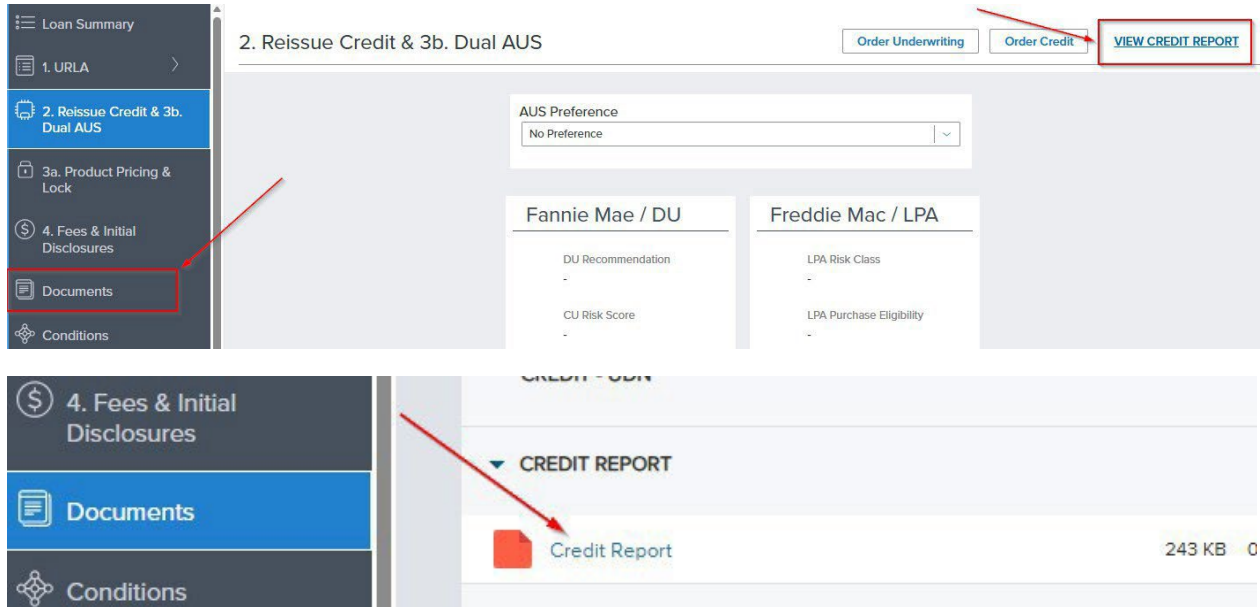 Loan Summary
1. URLA
2. Reissue Credit & 3b.
Dual AUS
3a. Product Pricing &
Lock
4. Fees & Initial
Disclosures
Documents
Conditions
2. Reissue Credit & 3b. Dual AUS
Order Underwriting
Order Credit
VIEW CREDIT REPORT
AUS Preference
No Preference
Fannie Mae / DU
DU Recommendation
-
CU Risk Score
-
Freddie Mac / LPA
LPA Risk Class
-
LPA Purchase Eligibility
-
4. Fees & Initial
Disclosures
Documents
Conditions
CREDIT - UDN
CREDIT REPORT
Credit Report
243 KB 0